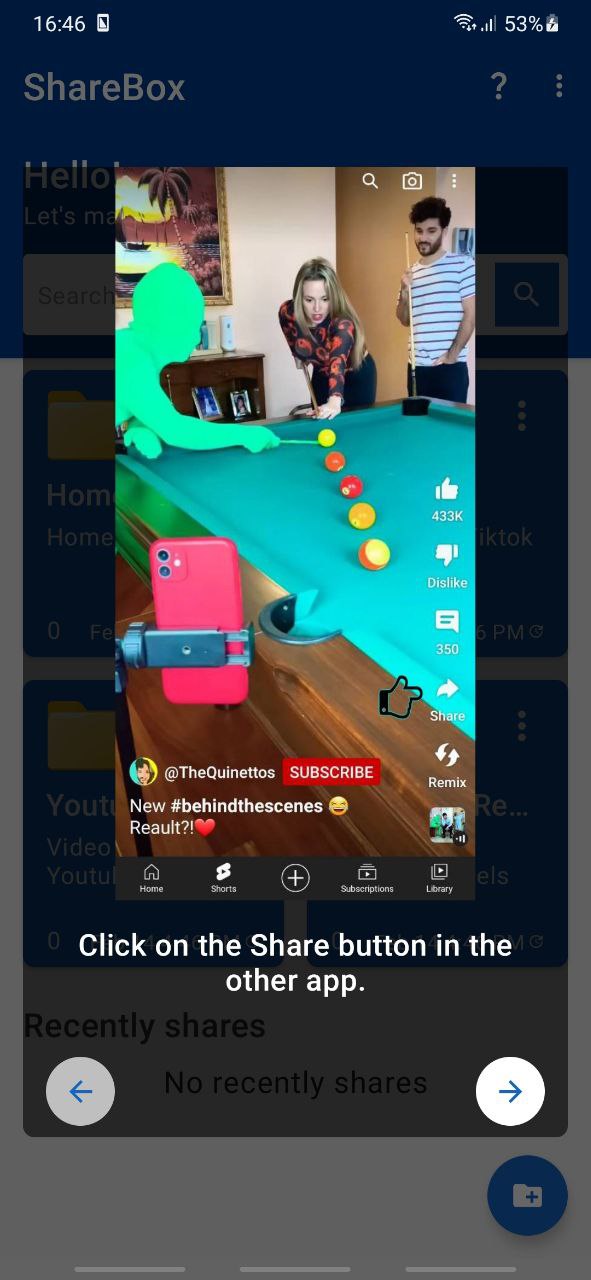 16:46
53%
ShareBox
?
Hello!
Let's ma
Search
Home
Home
iktok
0
Fe
6 PM
433K
Dislike
350
Share
@TheQuinettos SUBSCRIBE
Remix
New #behindthescenes 😂
Reault?!❤️
Home
Shorts
Subscriptions
Library
Youtu
Re...
Video
Youtul
els
0
Click on the Share button in the
other app.
Recently shares
No recently shares